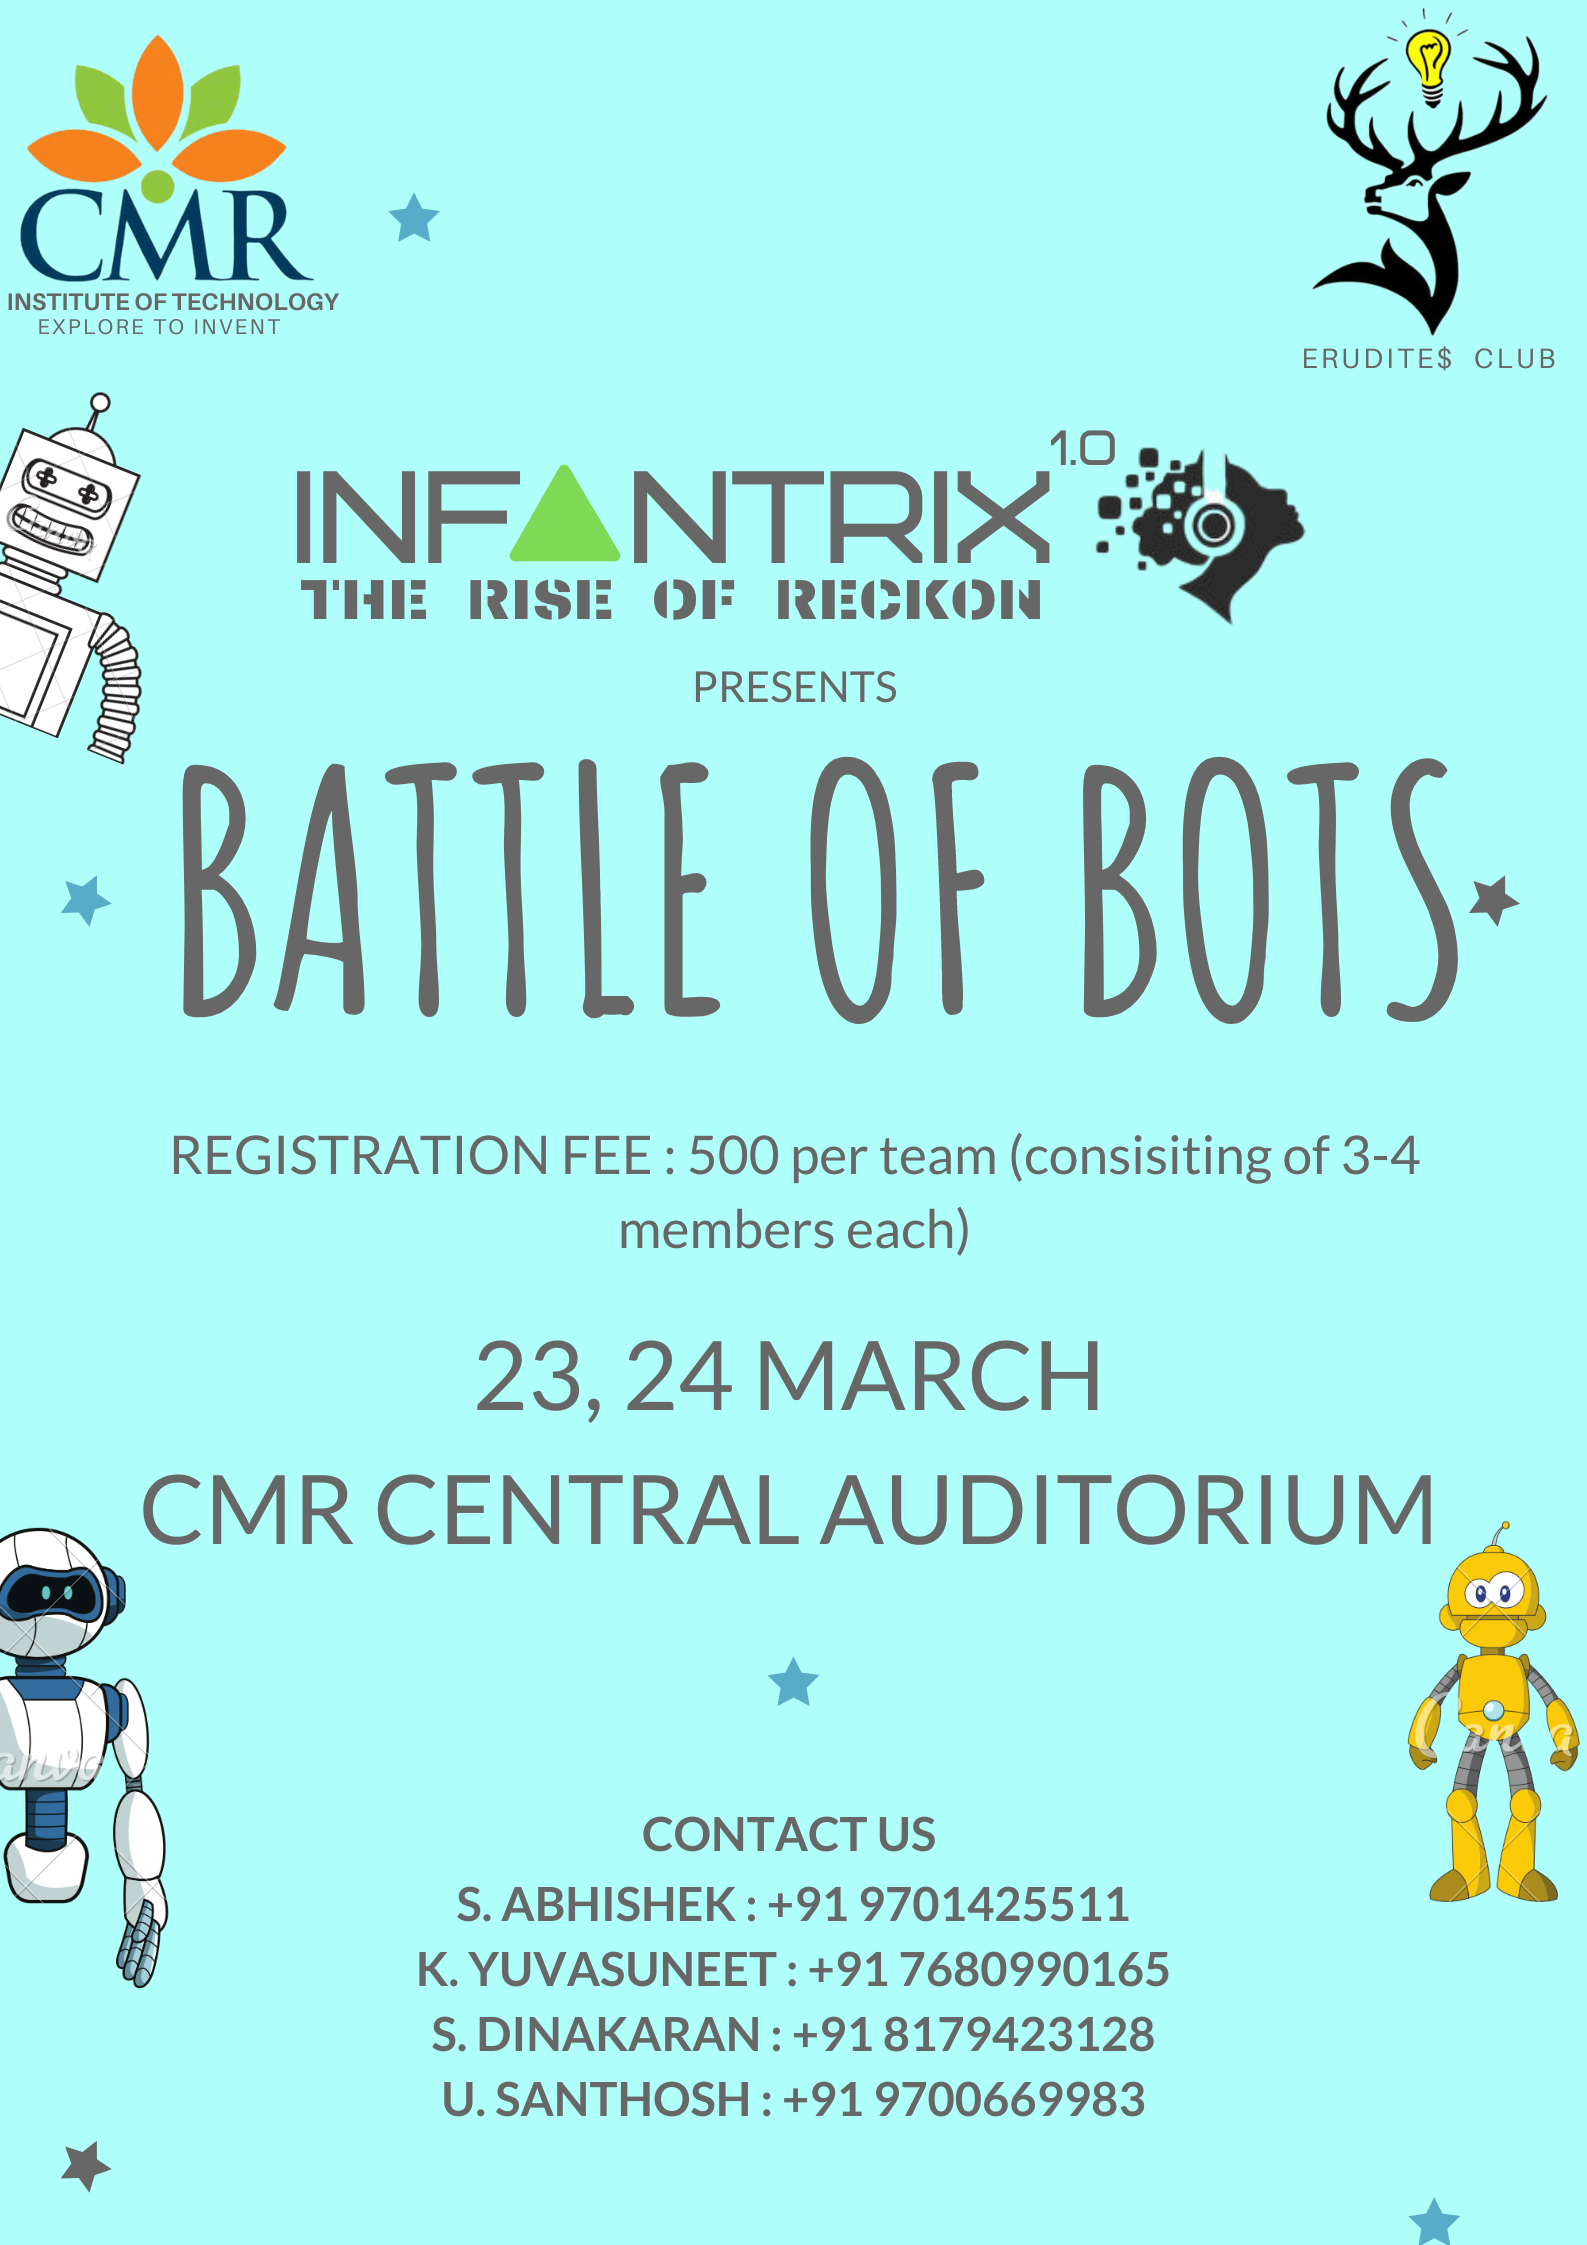 CMR
INSTITUTE OF TECHNOLOGY
EXPLORE TO INVENT
ERUDITE$ CLUB
INFANTRIX 1.0
THE RISE OF RECKON
PRESENTS
BATTLE OF BOTS
REGISTRATION FEE : 500 per team (consisiting of 3-4
members each)
23, 24 MARCH
CMR CENTRAL AUDITORIUM
Canva
CONTACT US
S. ABHISHEK : +91 9701425511
K. YUVASUNEET : +91 7680990165
S. DINAKARAN : +91 8179423128
U. SANTHOSH : +91 9700669983